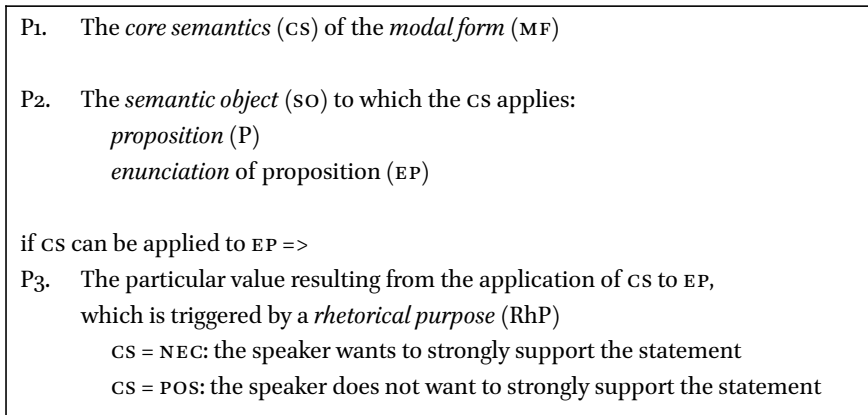 P1. The core semantics (CS) of the modal form (MF)
P2. The semantic object (SO) to which the CS applies:
proposition (P)
enunciation of proposition (EP)
if CS can be applied to EP =>
P3. The particular value resulting from the application of CS to EP,
which is triggered by a rhetorical purpose (RhP)
CS = NEC: the speaker wants to strongly support the statement
CS = POS: the speaker does not want to strongly support the statement